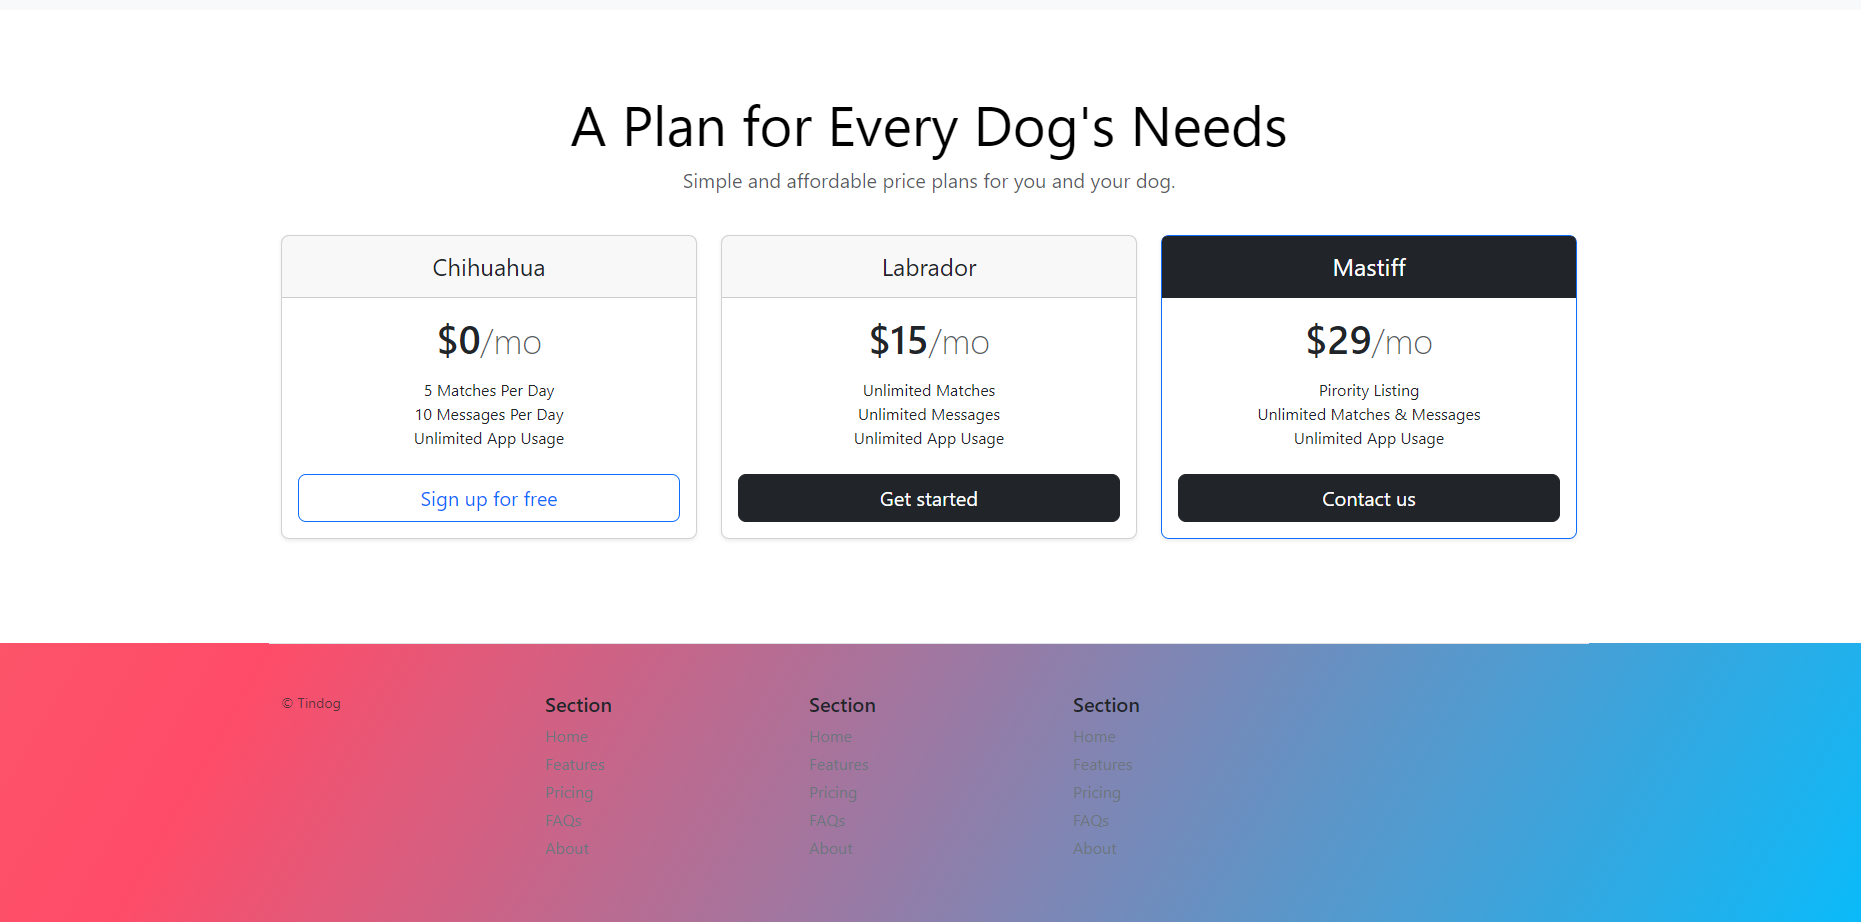 A Plan for Every Dog's Needs
Simple and affordable price plans for you and your dog.
Chihuahua
$0/mo
5 Matches Per Day
10 Messages Per Day
Unlimited App Usage
Sign up for free
Labrador
$15/mo
Unlimited Matches
Unlimited Messages
Unlimited App Usage
Get started
Mastiff
$29/mo
Pirority Listing
Unlimited Matches & Messages
Unlimited App Usage
Contact us
© Tindog
Section
Home
Features
Pricing
FAQs
About
Section
Home
Features
Pricing
FAQs
About
Section
Home
Features
Pricing
FAQs
About